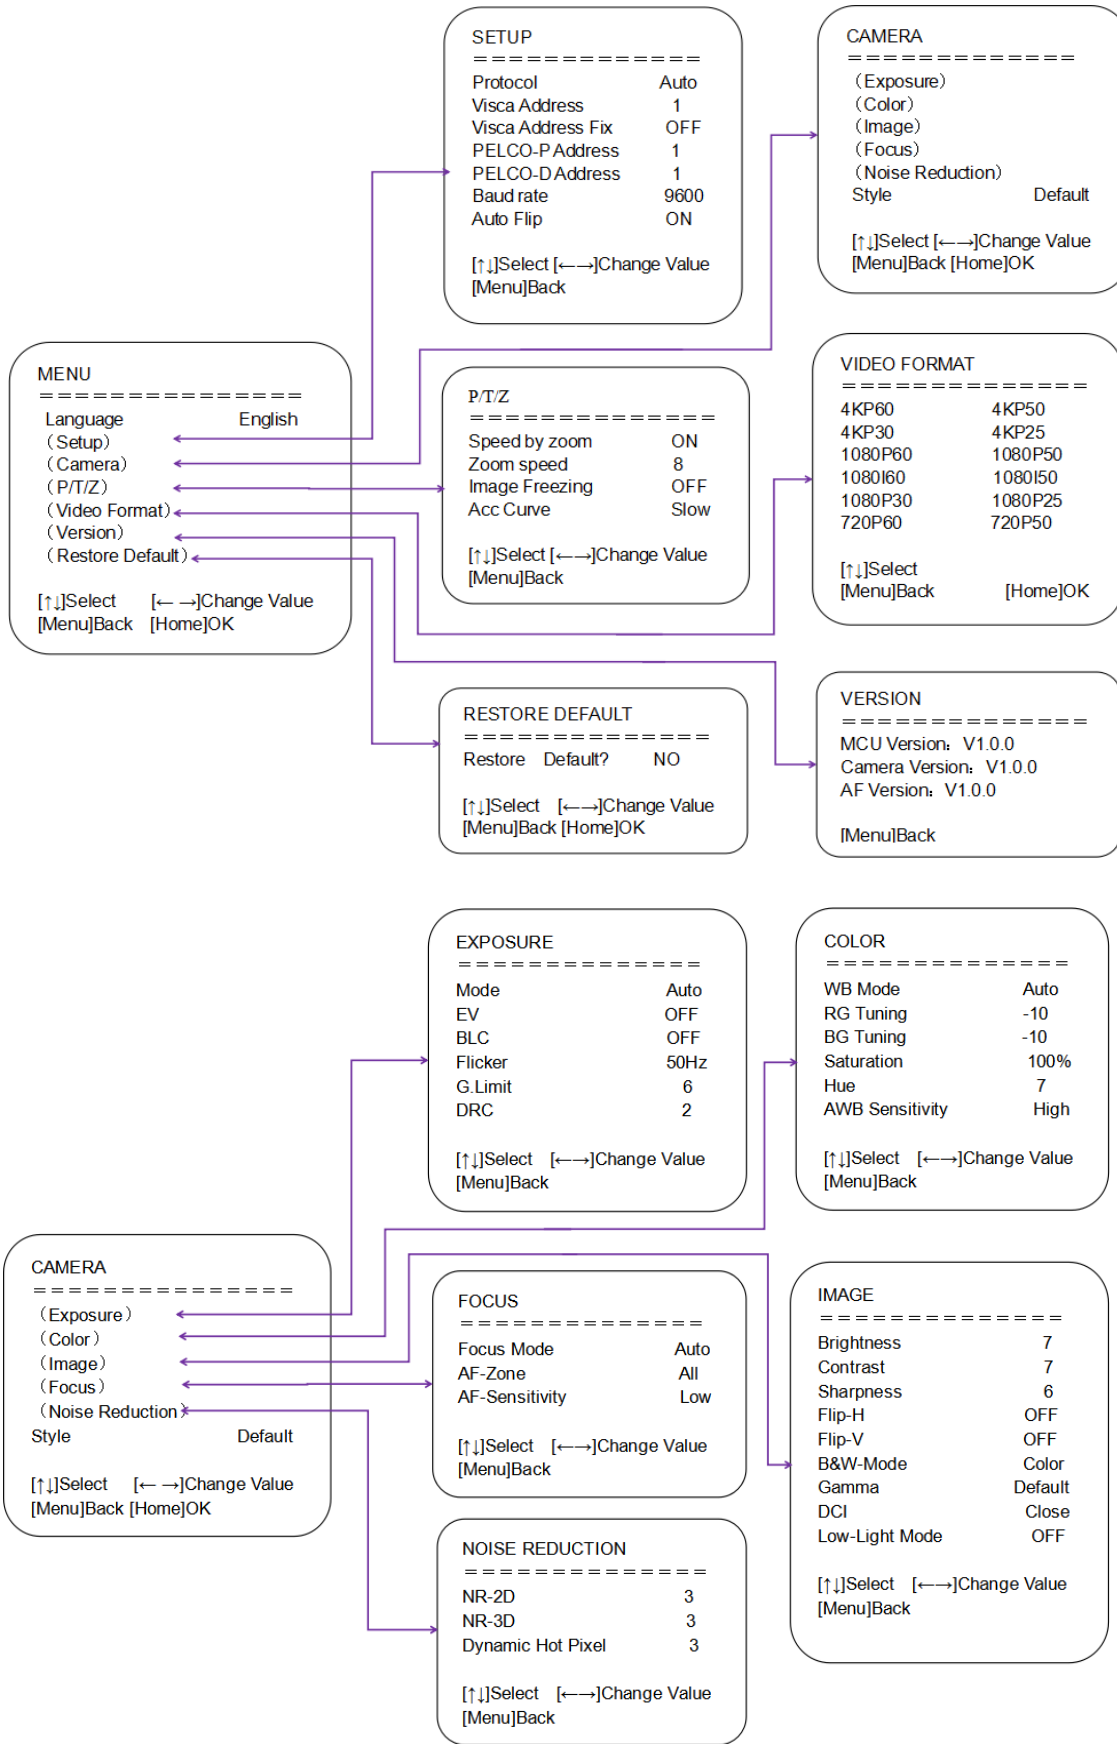 SETUP
= = = = = = = = = = = = =
Protocol Auto
Visca Address 1
Visca Address Fix OFF
PELCO-P Address 1
PELCO-D Address 1
Baud rate 9600
Auto Flip ON
[↑↓]Select [←→]Change Value
[Menu]Back
CAMERA
= = = = = = = = = = = = =
（Exposure）
（Color）
（Image）
（Focus）
（Noise Reduction）
Style Default
[↑↓]Select [←→]Change Value
[Menu]Back [Home]OK
MENU
= = = = = = = = = = = = = = =
Language English
（Setup）
（Camera）
（P/T/Z）
（Video Format）
（Version）
（Restore Default）
[↑↓]Select [← →]Change Value
[Menu]Back [Home]OK
P/T/Z
= = = = = = = = = = = = = =
Speed by zoom ON
Zoom speed 8
Image Freezing OFF
Acc Curve Slow
[↑↓]Select [←→]Change Value
[Menu]Back
VIDEO FORMAT
= = = = = = = = = = = = = =
4KP60 4KP50
4KP30 4KP25
1080P60 1080P50
1080I60 1080I50
1080P30 1080P25
720P60 720P50
[↑↓]Select
[Menu]Back [Home]OK
RESTORE DEFAULT
= = = = = = = = = = = = = =
Restore Default? NO
[↑↓]Select [←→]Change Value
[Menu]Back [Home]OK
VERSION
= = = = = = = = = = = = = =
MCU Version：V1.0.0
Camera Version：V1.0.0
AF Version：V1.0.0
[Menu]Back
EXPOSURE
= = = = = = = = = = = = = =
Mode Auto
EV OFF
BLC OFF
Flicker 50Hz
G.Limit 6
DRC 2
[↑↓]Select [←→]Change Value
[Menu]Back
COLOR
= = = = = = = = = = = = = =
WB Mode Auto
RG Tuning -10
BG Tuning -10
Saturation 100%
Hue 7
AWB Sensitivity High
[↑↓]Select [←→]Change Value
[Menu]Back
CAMERA
= = = = = = = = = = = = = = =
（Exposure）
（Color）
（Image）
（Focus）
（Noise Reduction）
Style Default
[↑↓]Select [← →]Change Value
[Menu]Back [Home]OK
FOCUS
= = = = = = = = = = = = = =
Focus Mode Auto
AF-Zone All
AF-Sensitivity Low
[↑↓]Select [←→]Change Value
[Menu]Back
IMAGE
= = = = = = = = = = = = = =
Brightness 7
Contrast 7
Sharpness 6
Flip-H OFF
Flip-V OFF
B&W-Mode Color
Gamma Default
DCI Close
Low-Light Mode OFF
[↑↓]Select [←→]Change Value
[Menu]Back
NOISE REDUCTION
= = = = = = = = = = = = = =
NR-2D 3
NR-3D 3
Dynamic Hot Pixel 3
[↑↓]Select [←→]Change Value
[Menu]Back